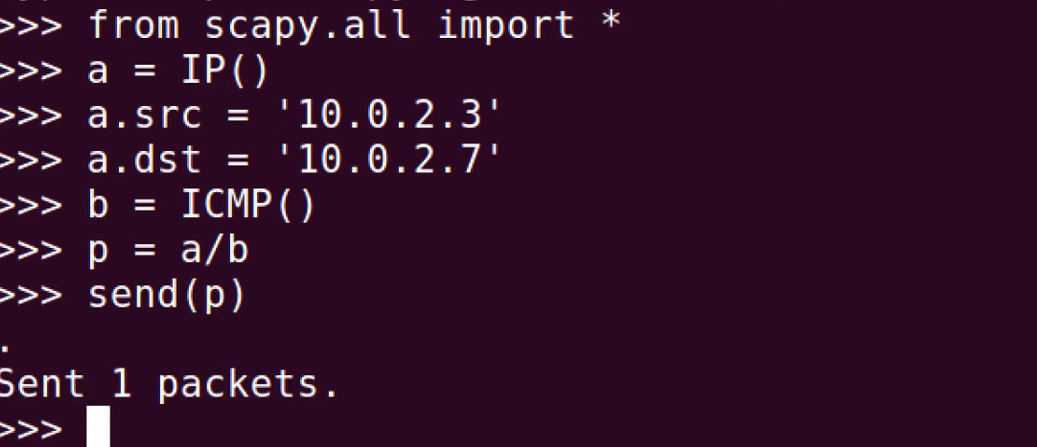 >>> from scapy.all import *
>>> a = IP()
>>> a.src = '10.0.2.3'
>>> a.dst = '10.0.2.7'
>>> b = ICMP()
>>> p = a/b
>>> send(p)
.
Sent 1 packets.
>>>